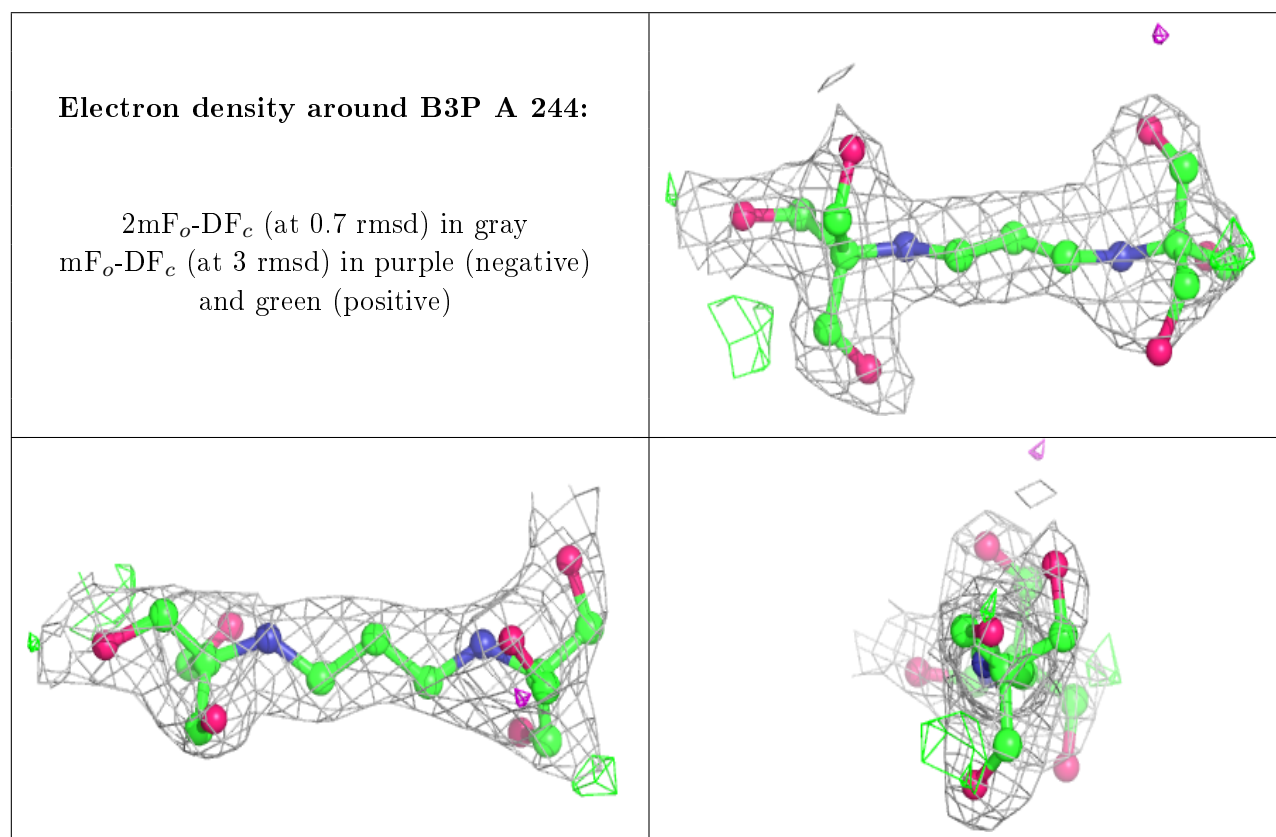 Electron density around B3P A 244:
2mFo-DFc (at 0.7 rmsd) in gray
mFo-DFc (at 3 rmsd) in purple (negative)
and green (positive)